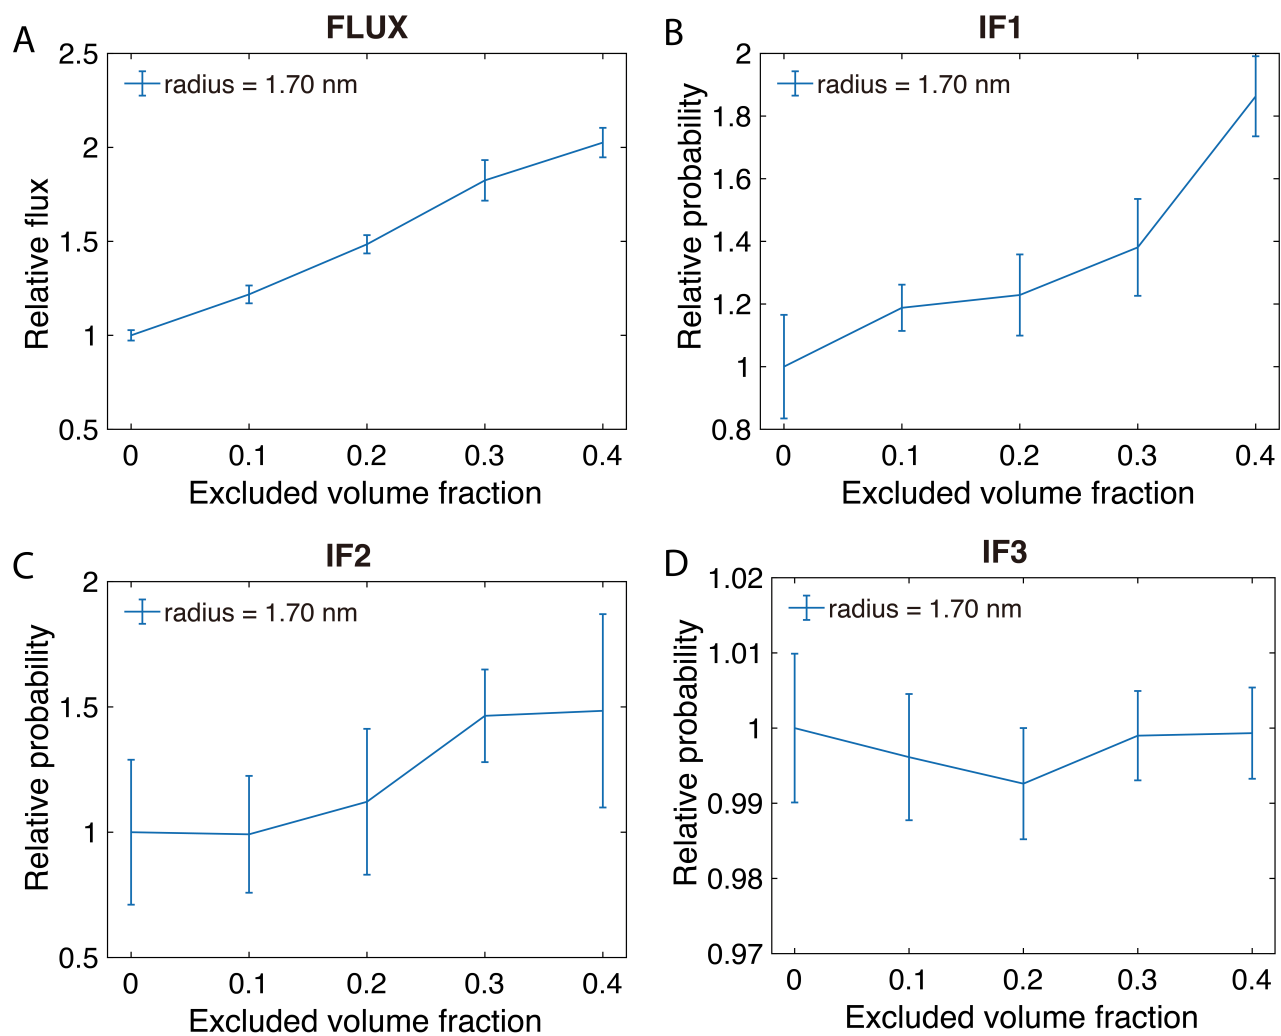 A
FLUX
2.5
2
1.5
1
0.5
radius = 1.70 nm
Relative flux
0
0.1
0.2
0.3
0.4
Excluded volume fraction
B
IF1
2
1.8
1.6
1.4
1.2
1
0.8
radius = 1.70 nm
Relative probability
0
0.1
0.2
0.3
0.4
Excluded volume fraction
C
IF2
2
1.5
1
0.5
radius = 1.70 nm
Relative probability
0
0.1
0.2
0.3
0.4
Excluded volume fraction
D
IF3
1.02
1.01
1
0.99
0.98
0.97
radius = 1.70 nm
Relative probability
0
0.1
0.2
0.3
0.4
Excluded volume fraction